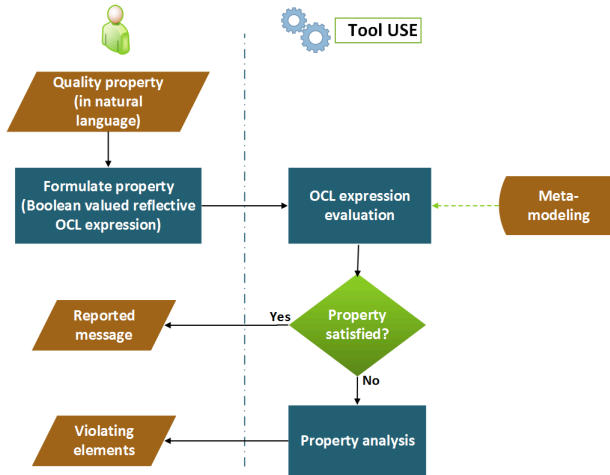 Tool USE
Quality property
(in natural
language)
Formulate property
(Boolean valued reflective
OCL expression)
OCL expression
evaluation
Meta-
modeling
Property
satisfied?
Yes
Reported
message
No
Property analysis
Violating
elements